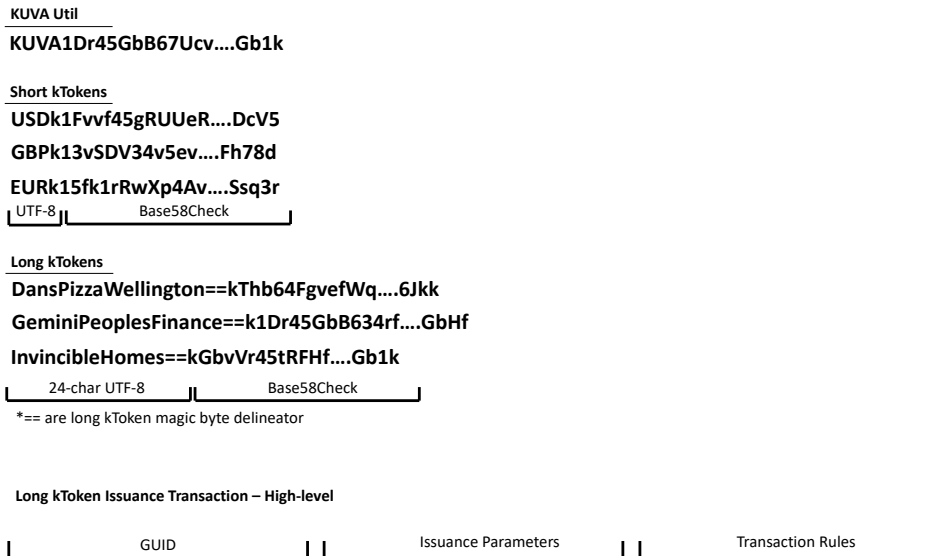 KUVA Util
KUVA1Dr45GbB67Ucv….Gb1k
Short kTokens
USDk1Fvvf45gRUUeR….DcV5
GBPk13vSDV34v5ev….Fh78d
EURk15fk1rRwXp4Av….Ssq3r
UTF-8 Base58Check
Long kTokens
DansPizzaWellington==kThb64FgvefWq….6Jkk
GeminiPeoplesFinance==k1Dr45GbB634rf….GbHf
InvincibleHomes==kGbvVr45tRFHf….Gb1k
24-char UTF-8 Base58Check
*== are long kToken magic byte delineator
Long kToken Issuance Transaction – High-level
GUID Issuance Parameters Transaction Rules